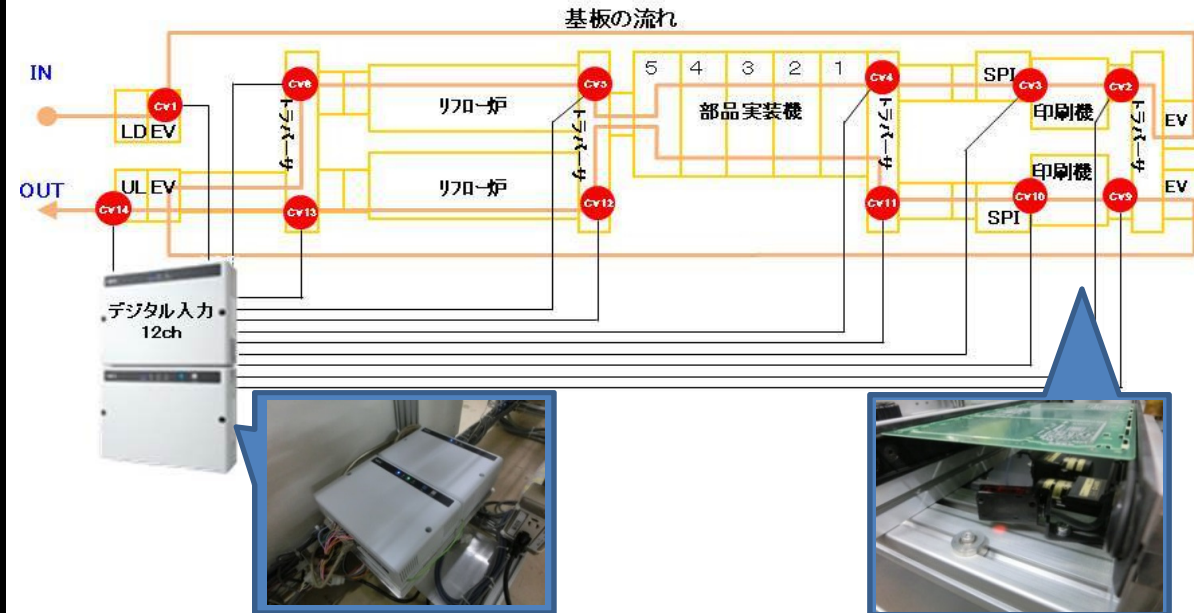 基板の流れ
IN
CV1
LD EV
CV6
トラバーサ
リフロー炉
CV5
トラバーサ
5 4 3 2 1
部品実装機
CV4
トラバーサ
SPI
CV3
印刷機
CV2
トラバーサ
EV
OUT
UL EV
CV14
CV13
リフロー炉
CV12
CV11
SPI
CV10
印刷機
CV9
EV
デジタル入力
12ch